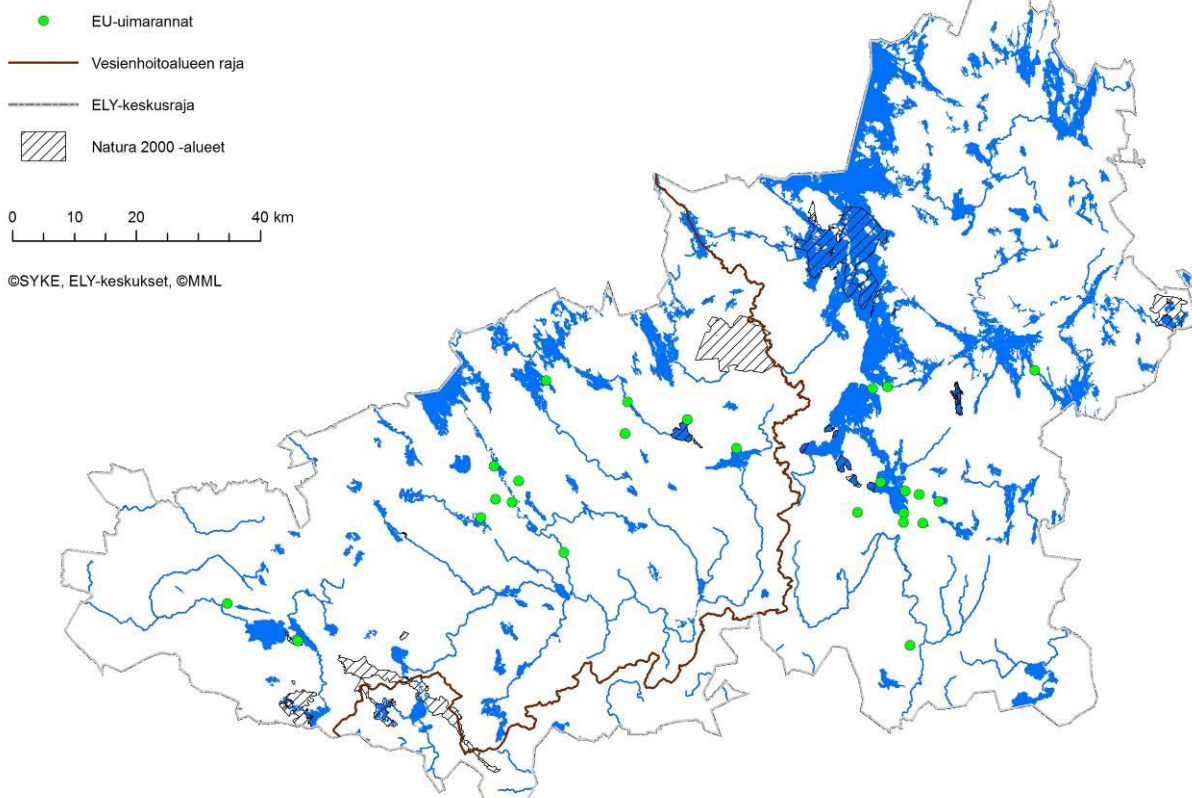 EU-uimarannat
Vesienhoitoalueen raja
ELY-keskusraja
Natura 2000 -alueet
0 10 20 40 km
©SYKE, ELY-keskukset, ©MML